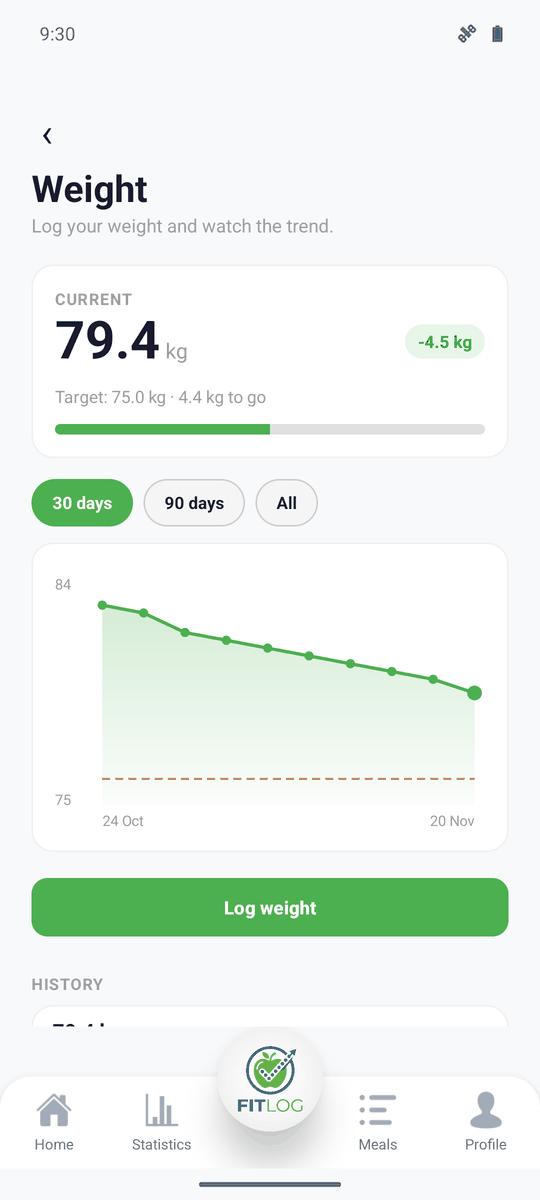 9:30
Weight
Log your weight and watch the trend.
CURRENT
79.4 kg
-4.5 kg
Target: 75.0 kg · 4.4 kg to go
30 days
90 days
All
84
75
24 Oct
20 Nov
Log weight
HISTORY
FITLOG
Home
Statistics
Meals
Profile